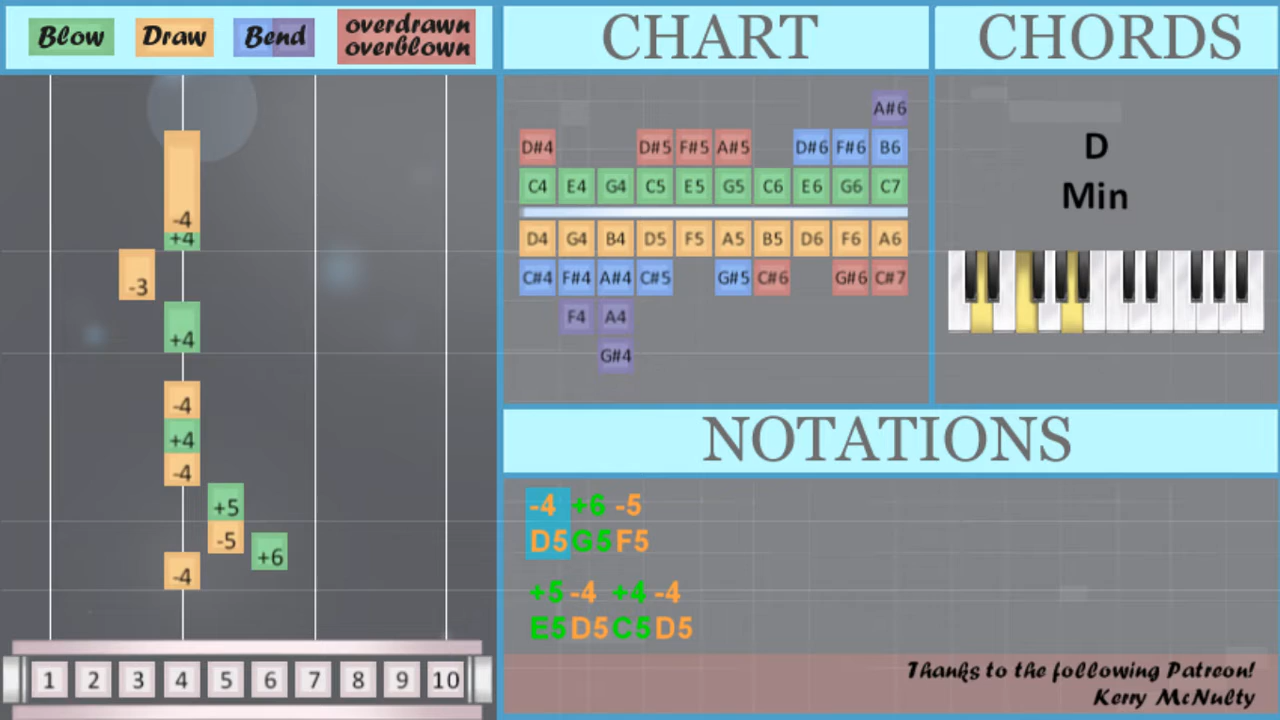 Blow Draw Bend overdrawn
overblown
CHART
CHORDS
-4
+4
-3
+4
-4
+4
-4
+5
-5
+6
-4
1 2 3 4 5 6 7 8 9 10
A#6
D#4 D#5 F#5 A#5 D#6 F#6 B6
C4 E4 G4 C5 E5 G5 C6 E6 G6 C7
D4 G4 B4 D5 F5 A5 B5 D6 F6 A6
C#4 F#4 A#4 C#5 G#5 C#6 G#6 C#7
F4 A4
G#4
D
Min
NOTATIONS
-4 +6 -5
D5 G5 F5
+5 -4 +4 -4
E5 D5 C5 D5
Thanks to the following Patreon!
Kerry McNulty